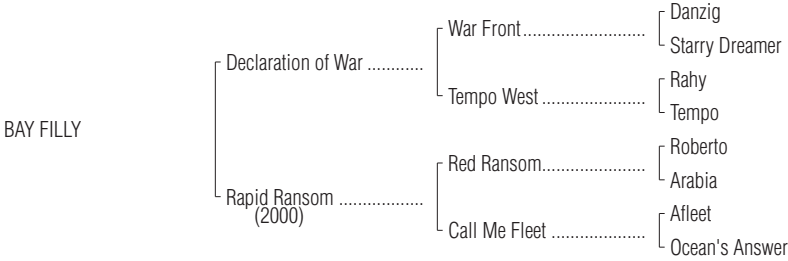 Danzig
War Front........................
Starry Dreamer
Declaration of War ............
Rahy
Tempo West .....................
Tempo
BAY FILLY
Roberto
Red Ransom.....................
Arabia
Rapid Ransom .................
(2000)
Afleet
Call Me Fleet ...................
Ocean's Answer